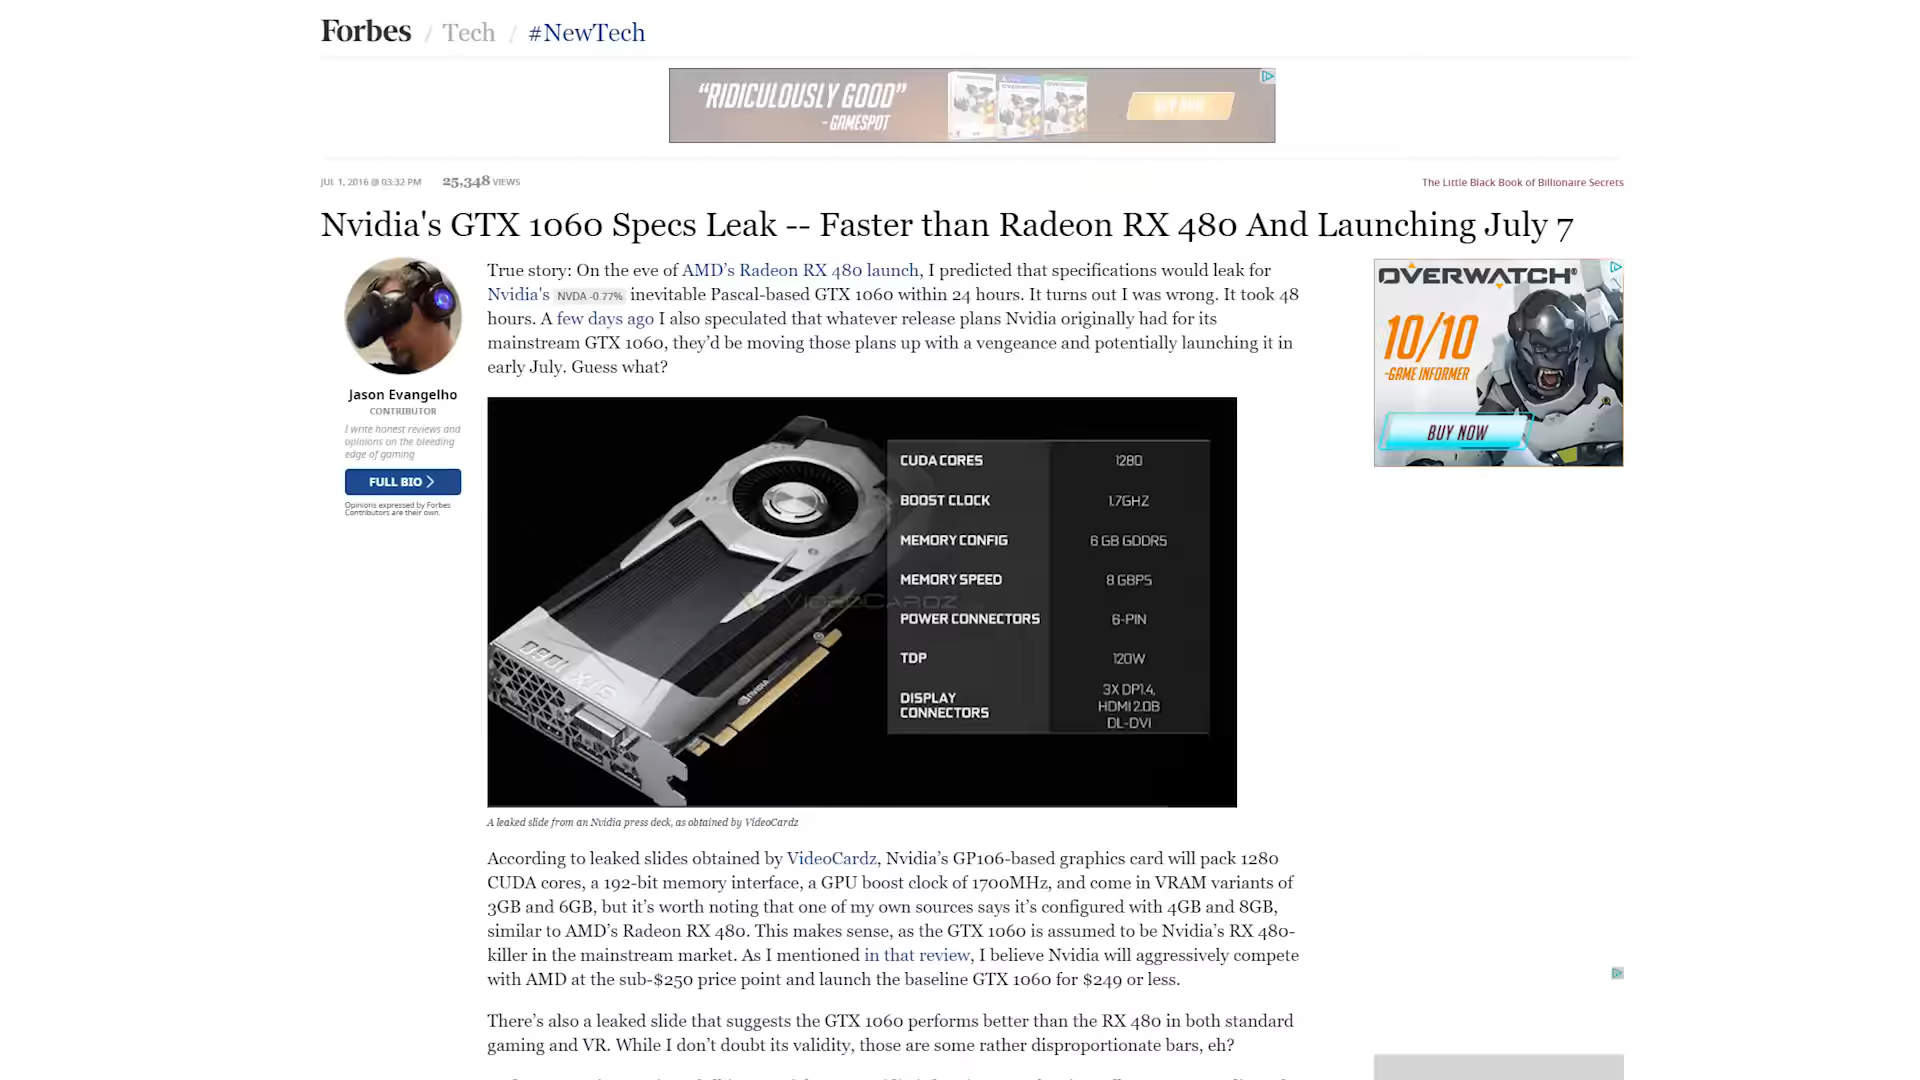 Forbes / Tech / #NewTech
“RIDICULOUSLY GOOD”
- GAMESPOT
BUY NOW
JUL 1, 2016 @ 03:32 PM 25,348 VIEWS
The Little Black Book of Billionaire Secrets
Nvidia's GTX 1060 Specs Leak -- Faster than Radeon RX 480 And Launching July 7
Jason Evangelho
CONTRIBUTOR
I write honest reviews and
opinions on the bleeding
edge of gaming
FULL BIO >
Opinions expressed by Forbes
Contributors are their own.
True story: On the eve of AMD’s Radeon RX 480 launch, I predicted that specifications would leak for
Nvidia's NVDA -0.77% inevitable Pascal-based GTX 1060 within 24 hours. It turns out I was wrong. It took 48
hours. A few days ago I also speculated that whatever release plans Nvidia originally had for its
mainstream GTX 1060, they’d be moving those plans up with a vengeance and potentially launching it in
early July. Guess what?
OVERWATCH®
10/10
-GAME INFORMER
BUY NOW
CUDA CORES 1280
BOOST CLOCK 1.7GHZ
MEMORY CONFIG 6 GB GDDR5
MEMORY SPEED 8 GBPS
POWER CONNECTORS 6-PIN
TDP 120W
DISPLAY
CONNECTORS
3X DP1.4,
HDMI 2.0B
DL-DVI
VIDEOCARDZ
GTX 1060
NVIDIA
A leaked slide from an Nvidia press deck, as obtained by VideoCardz
According to leaked slides obtained by VideoCardz, Nvidia’s GP106-based graphics card will pack 1280
CUDA cores, a 192-bit memory interface, a GPU boost clock of 1700MHz, and come in VRAM variants of
3GB and 6GB, but it’s worth noting that one of my own sources says it’s configured with 4GB and 8GB,
similar to AMD’s Radeon RX 480. This makes sense, as the GTX 1060 is assumed to be Nvidia’s RX 480-
killer in the mainstream market. As I mentioned in that review, I believe Nvidia will aggressively compete
with AMD at the sub-$250 price point and launch the baseline GTX 1060 for $249 or less.
There’s also a leaked slide that suggests the GTX 1060 performs better than the RX 480 in both standard
gaming and VR. While I don’t doubt its validity, those are some rather disproportionate bars, eh?